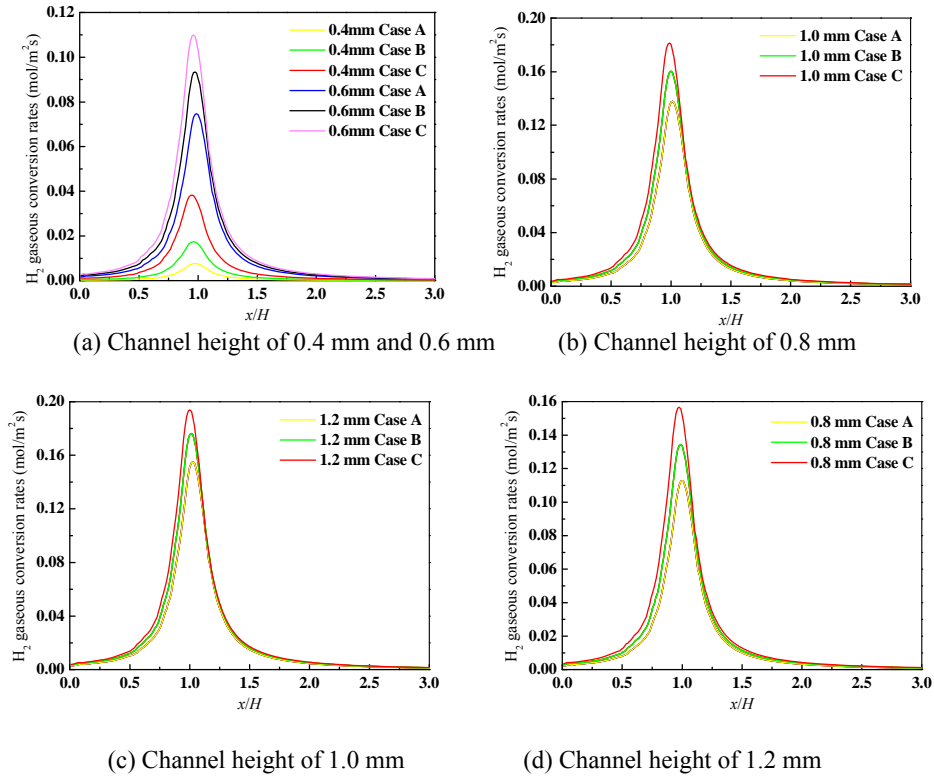 H2 gaseous conversion rates (mol/m²s)
0.12
0.10
0.08
0.06
0.04
0.02
0.00
0.0 0.5 1.0 1.5 2.0 2.5 3.0
x/H
0.4mm Case A
0.4mm Case B
0.4mm Case C
0.6mm Case A
0.6mm Case B
0.6mm Case C
(a) Channel height of 0.4 mm and 0.6 mm
H2 gaseous conversion rates (mol/m²s)
0.20
0.16
0.12
0.08
0.04
0.00
0.0 0.5 1.0 1.5 2.0 2.5 3.0
x/H
1.0 mm Case A
1.0 mm Case B
1.0 mm Case C
(b) Channel height of 0.8 mm
H2 gaseous conversion rates (mol/m²s)
0.20
0.16
0.12
0.08
0.04
0.00
0.0 0.5 1.0 1.5 2.0 2.5 3.0
x/H
1.2 mm Case A
1.2 mm Case B
1.2 mm Case C
(c) Channel height of 1.0 mm
H2 gaseous conversion rates (mol/m²s)
0.16
0.14
0.12
0.10
0.08
0.06
0.04
0.02
0.00
0.0 0.5 1.0 1.5 2.0 2.5 3.0
x/H
0.8 mm Case A
0.8 mm Case B
0.8 mm Case C
(d) Channel height of 1.2 mm